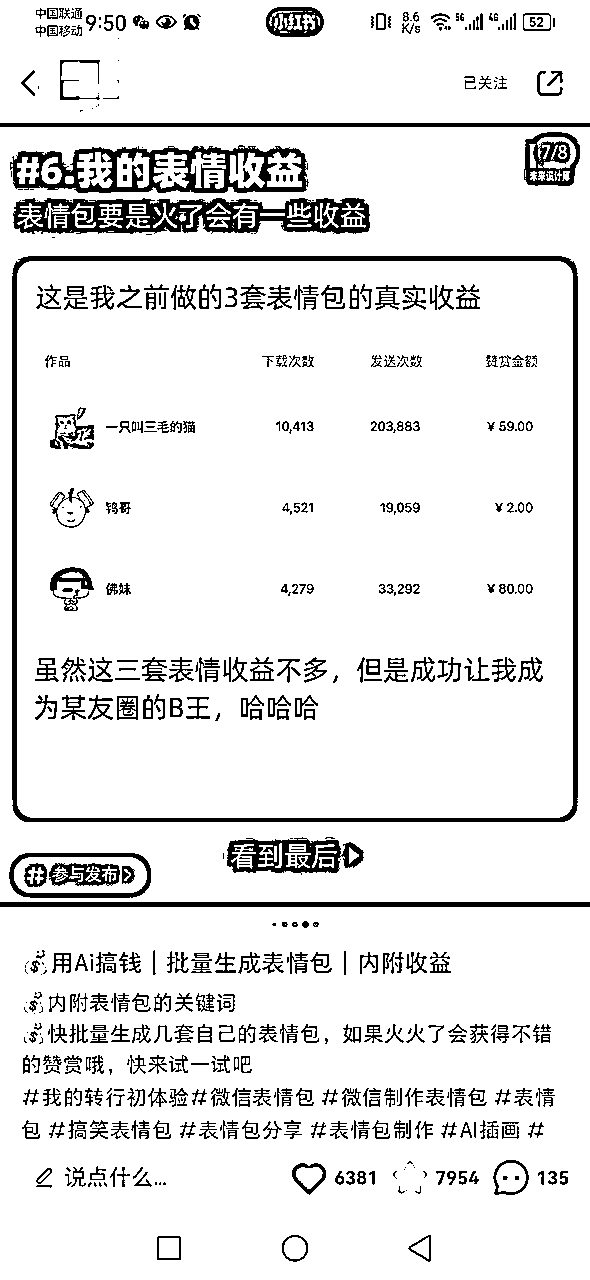 中国联通
中国移动 9:50 小红书 8.6 K/s 5G 4G 52
已关注
#6.我的表情收益
7/8
表情包要是火了会有一些收益
这是我之前做的3套表情包的真实收益
作品 下载次数 发送次数 赞赏金额
一只叫三毛的猫 10,413 203,883 ¥ 59.00
鸨哥 4,521 19,059 ¥ 2.00
佛妹 4,279 33,292 ¥ 80.00
虽然这三套表情收益不多，但是成功让我成
为某友圈的B王，哈哈哈
看到最后
# 参与发布
用Ai搞钱｜批量生成表情包｜内附收益
内附表情包的关键词
快批量生成几套自己的表情包，如果火火了会获得不错
的赞赏哦，快来试一试吧
#我的转行初体验#微信表情包 #微信制作表情包 #表情
包 #搞笑表情包 #表情包分享 #表情包制作 #AI插画 #
说点什么... 6381 7954 135